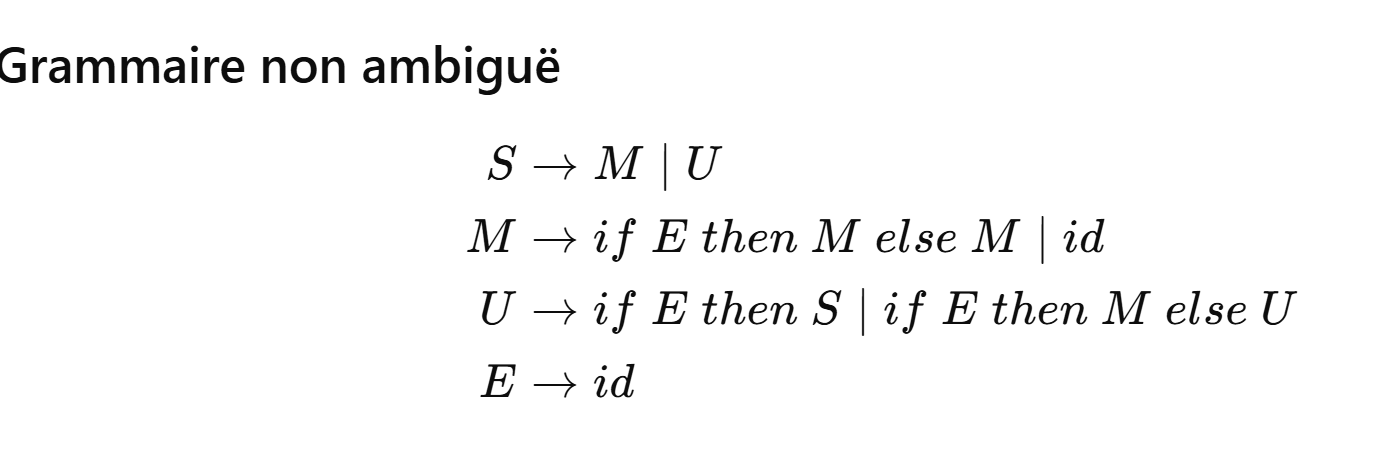 Grammaire non ambiguë
S → M | U
M → if E then M else M | id
U → if E then S | if E then M else U
E → id